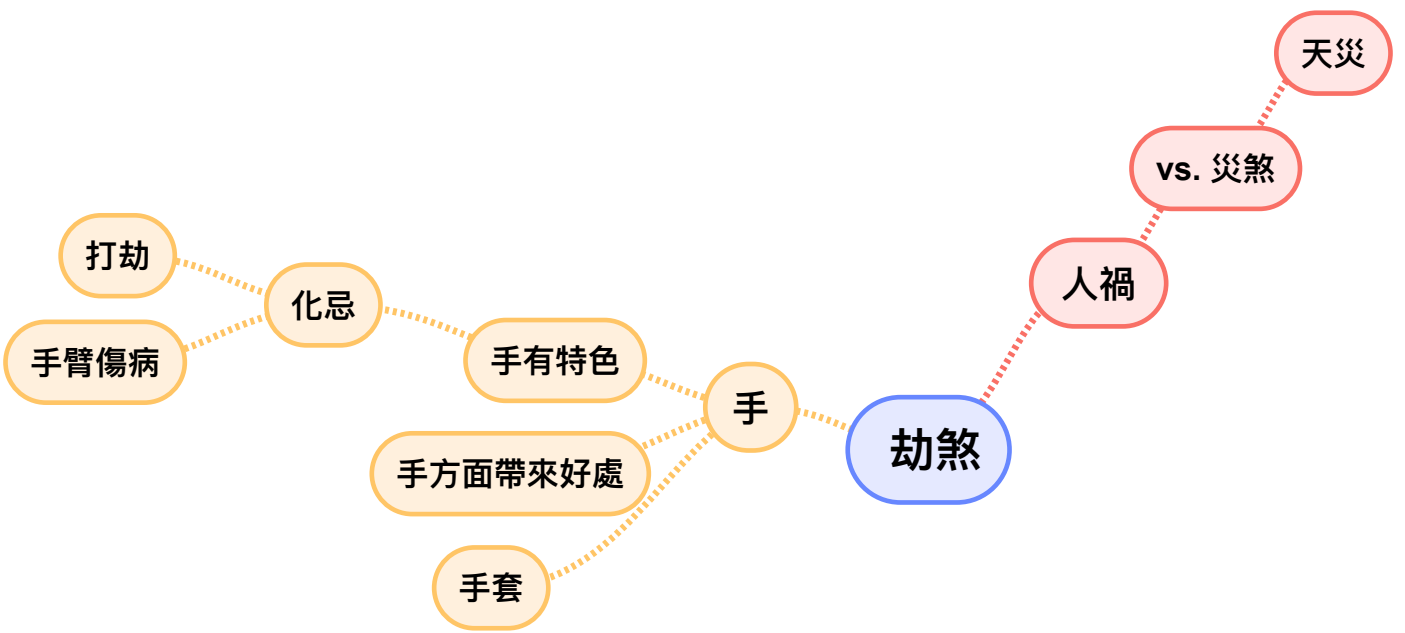 天災
vs. 災煞
人禍
劫煞
手
手有特色
化忌
打劫
手臂傷病
手方面帶來好處
手套